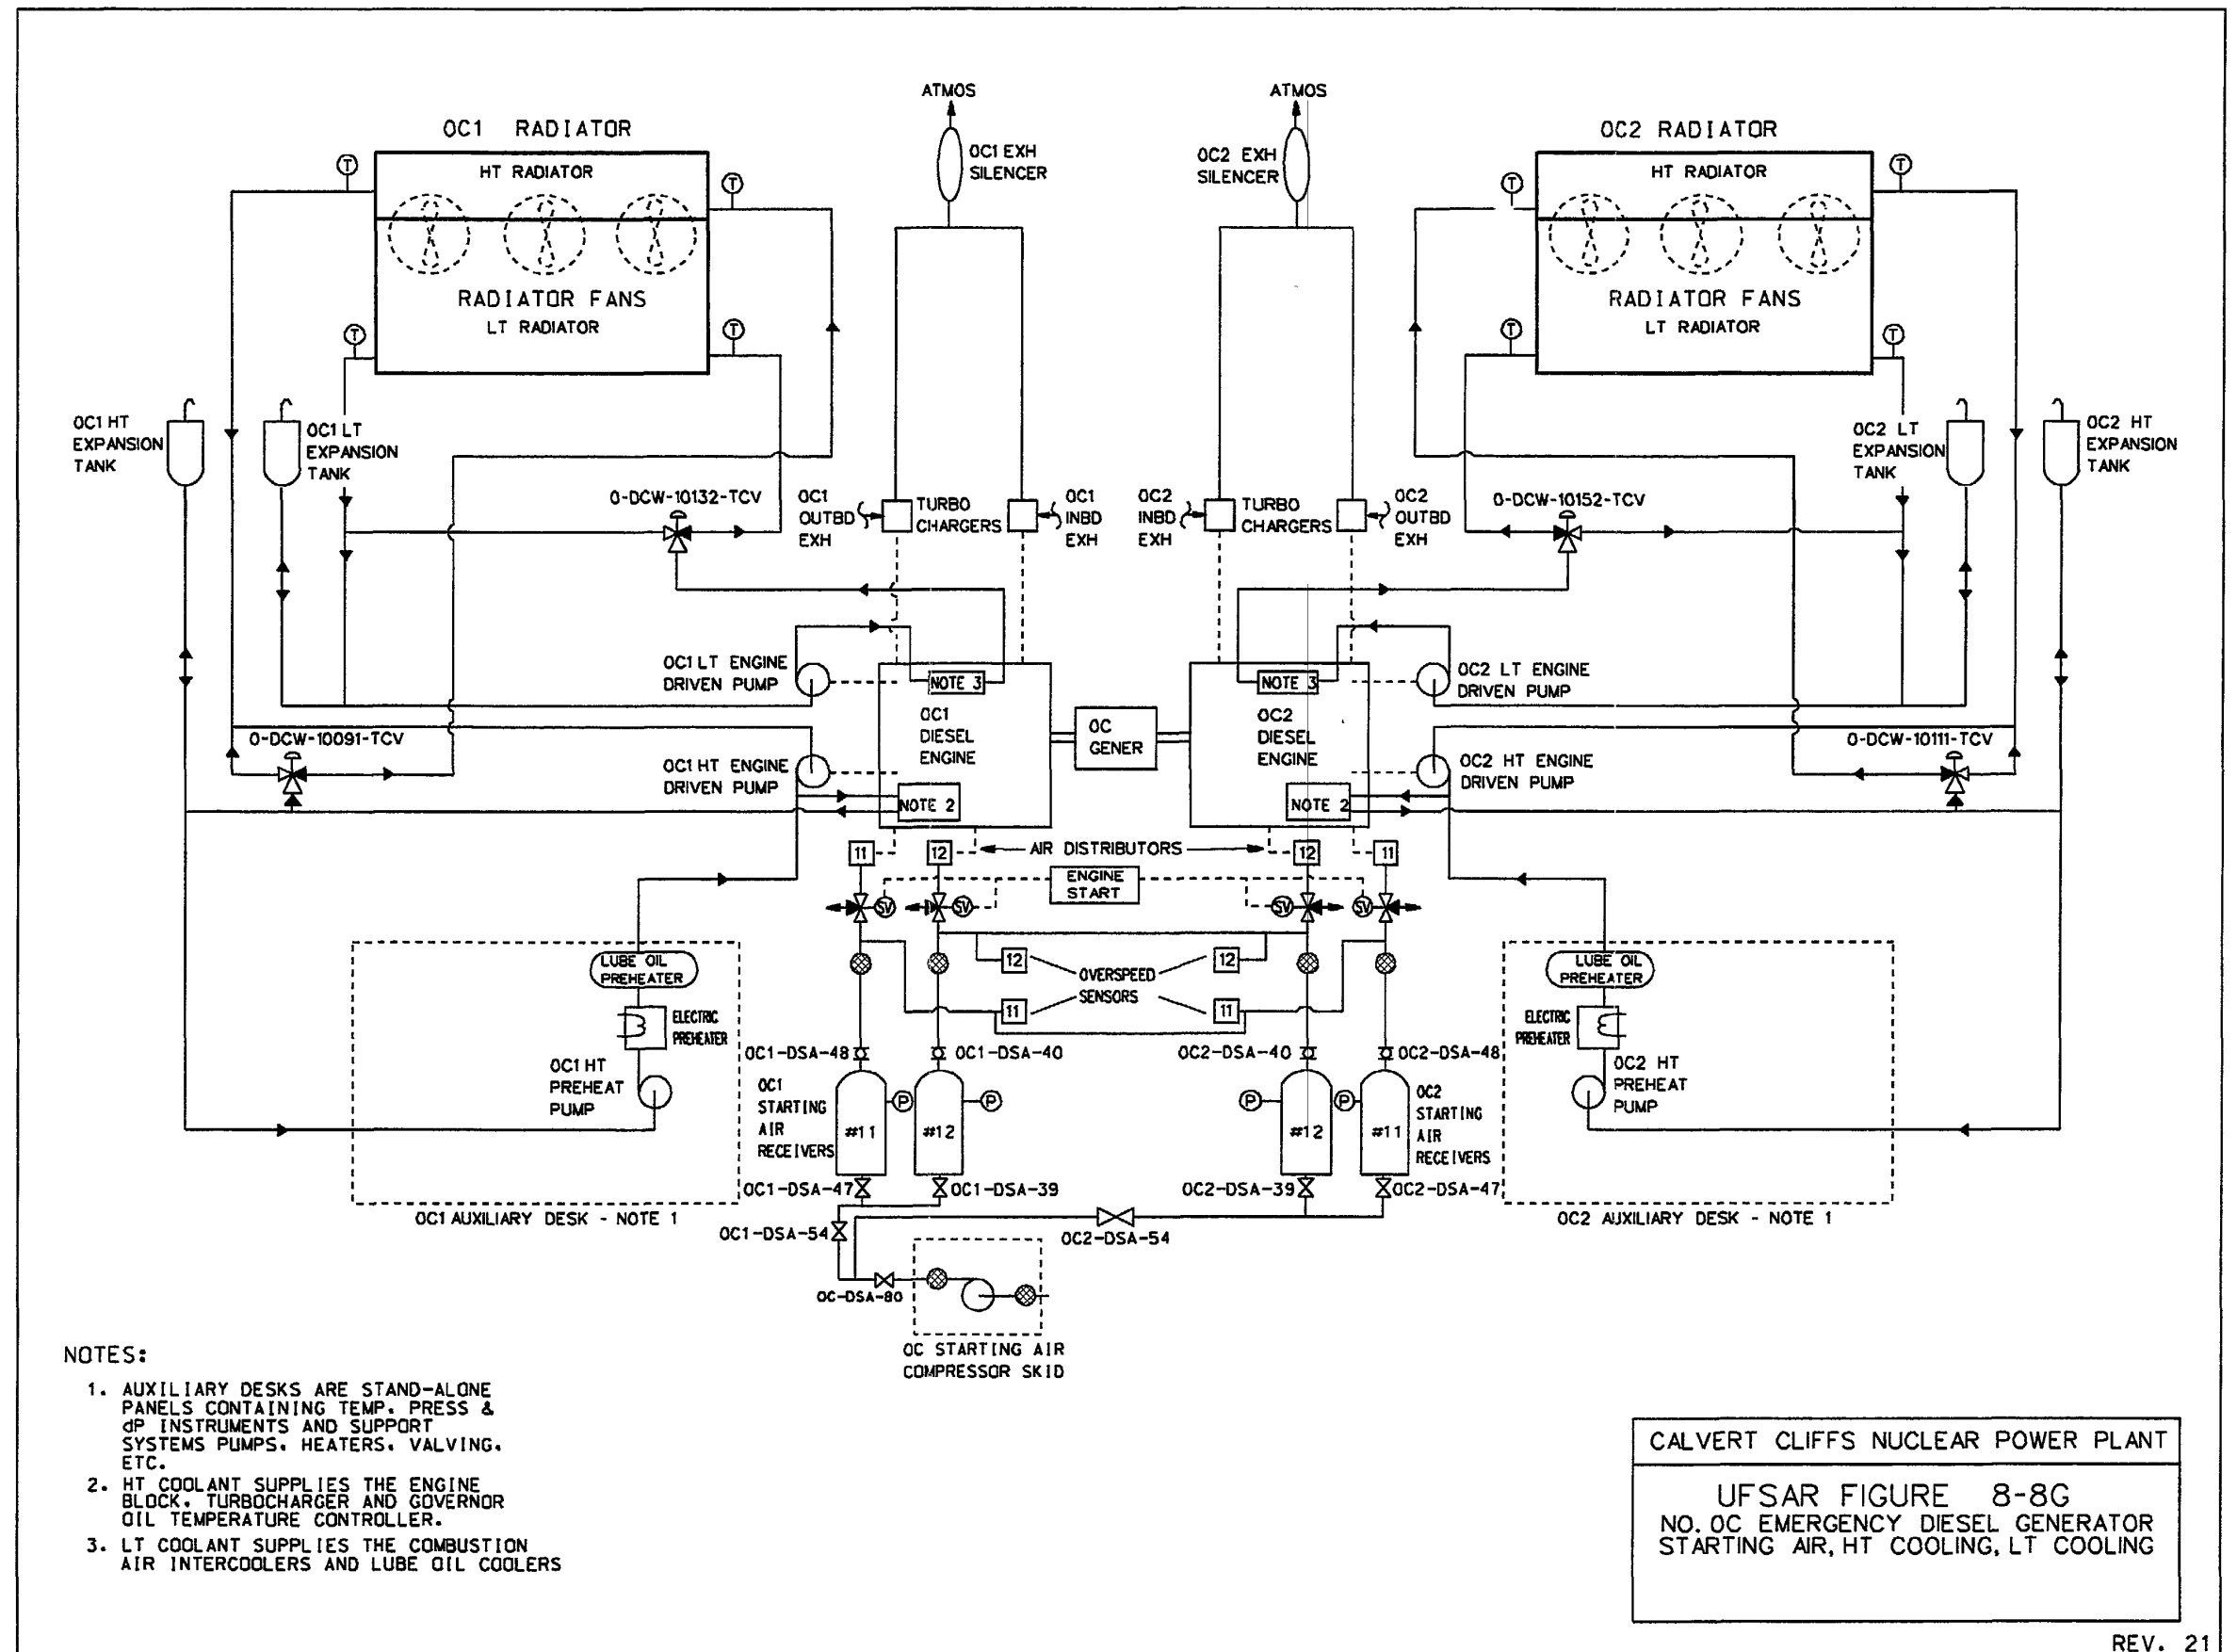 ATMOS
ATMOS
OC1 RADIATOR
OC2 RADIATOR
HT RADIATOR
RADIATOR FANS
LT RADIATOR
T
T
T
T
OC1 EXH
SILENCER
OC2 EXH
SILENCER
HT RADIATOR
RADIATOR FANS
LT RADIATOR
T
T
T
T
OC1 HT
EXPANSION
TANK
OC1 LT
EXPANSION
TANK
OC2 LT
EXPANSION
TANK
OC2 HT
EXPANSION
TANK
0-DCW-10132-TCV
OC1
OUTBD
EXH
TURBO
CHARGERS
OC1
INBD
EXH
OC2
INBD
EXH
TURBO
CHARGERS
OC2
OUTBD
EXH
0-DCW-10152-TCV
OC1 LT ENGINE
DRIVEN PUMP
NOTE 3
OC1
DIESEL
ENGINE
OC
GENER
NOTE 3
OC2
DIESEL
ENGINE
OC2 LT ENGINE
DRIVEN PUMP
0-DCW-10091-TCV
OC1 HT ENGINE
DRIVEN PUMP
NOTE 2
NOTE 2
OC2 HT ENGINE
DRIVEN PUMP
0-DCW-10111-TCV
11
12
AIR DISTRIBUTORS
12
11
ENGINE
START
SV
SV
SV
SV
12
OVERSPEED
SENSORS
12
11
11
LUBE OIL
PREHEATER
ELECTRIC
PREHEATER
OC1 HT
PREHEAT
PUMP
LUBE OIL
PREHEATER
ELECTRIC
PREHEATER
OC2 HT
PREHEAT
PUMP
OC1-DSA-48
OC1-DSA-40
OC2-DSA-40
OC2-DSA-48
OC1
STARTING
AIR
RECEIVERS
#11
P
#12
P
P
#12
P
#11
OC2
STARTING
AIR
RECEIVERS
OC1-DSA-47
OC1-DSA-39
OC2-DSA-39
OC2-DSA-47
OC1 AUXILIARY DESK - NOTE 1
OC2 AUXILIARY DESK - NOTE 1
OC1-DSA-54
OC2-DSA-54
OC-DSA-80
OC STARTING AIR
COMPRESSOR SKID
NOTES:
1. AUXILIARY DESKS ARE STAND-ALONE
PANELS CONTAINING TEMP. PRESS &
dP INSTRUMENTS AND SUPPORT
SYSTEMS PUMPS. HEATERS. VALVING.
ETC.
2. HT COOLANT SUPPLIES THE ENGINE
BLOCK. TURBOCHARGER AND GOVERNOR
OIL TEMPERATURE CONTROLLER.
3. LT COOLANT SUPPLIES THE COMBUSTION
AIR INTERCOOLERS AND LUBE OIL COOLERS
CALVERT CLIFFS NUCLEAR POWER PLANT
UFSAR FIGURE 8-8G
NO. OC EMERGENCY DIESEL GENERATOR
STARTING AIR, HT COOLING, LT COOLING
REV. 21